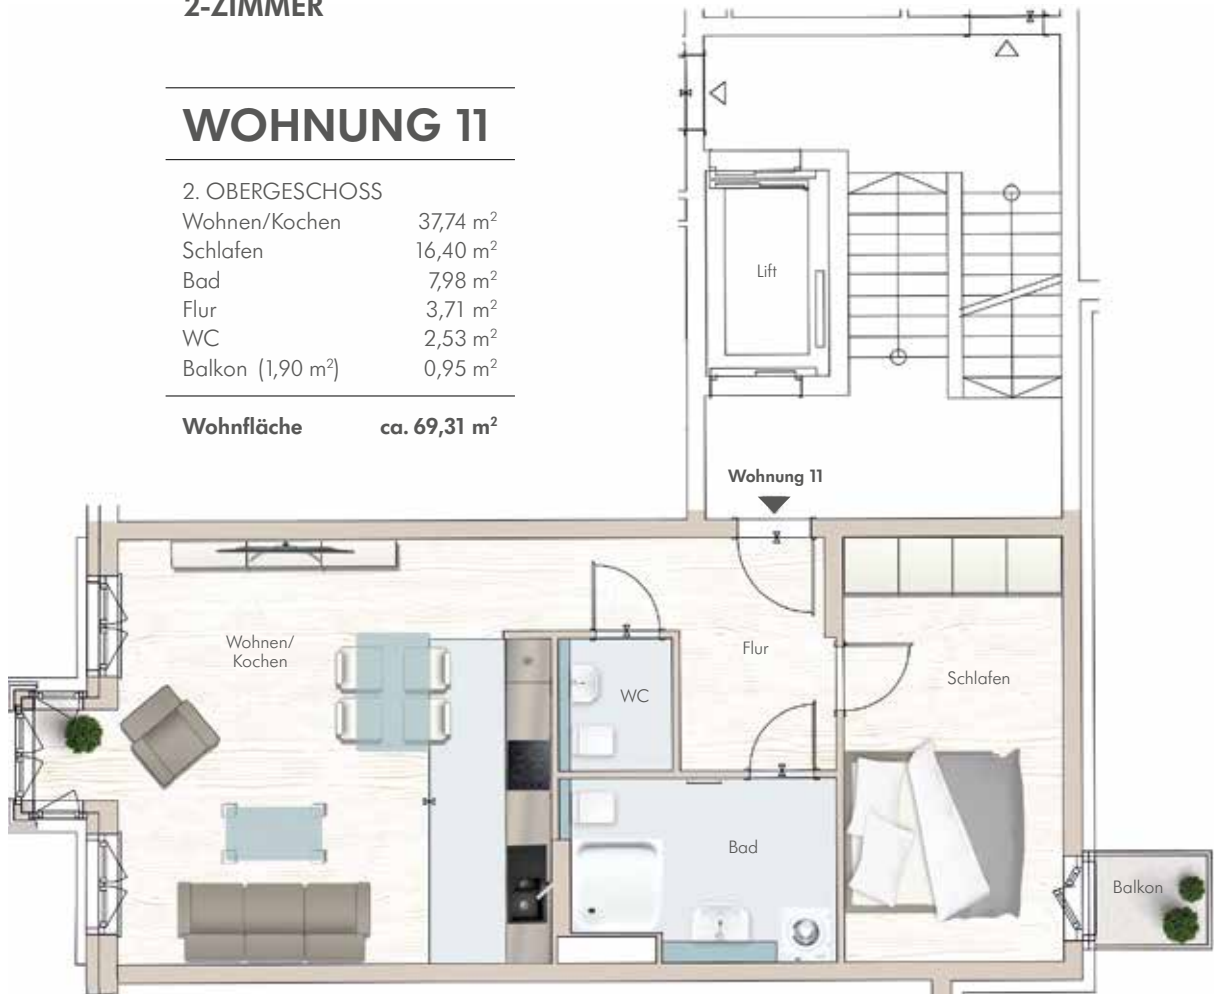 2-ZIMMER
WOHNUNG 11
2. OBERGESCHOSS
Wohnen/Kochen 37,74 m²
Schlafen 16,40 m²
Bad 7,98 m²
Flur 3,71 m²
WC 2,53 m²
Balkon (1,90 m²) 0,95 m²
Wohnfläche ca. 69,31 m²
Lift
Wohnung 11
Wohnen/
Kochen
Flur
WC
Schlafen
Bad
Balkon